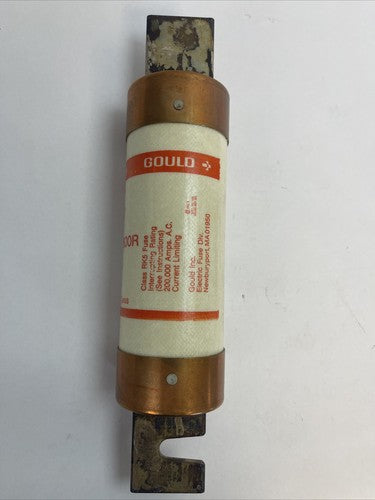 GOULD
00R
Class RK5 Fuse
Interrupting Rating
(See Instructions)
200,000 Amps. A.C.
Current Limiting
Gould Inc.
Electric Fuse Div.
Newburyport, MA 01950